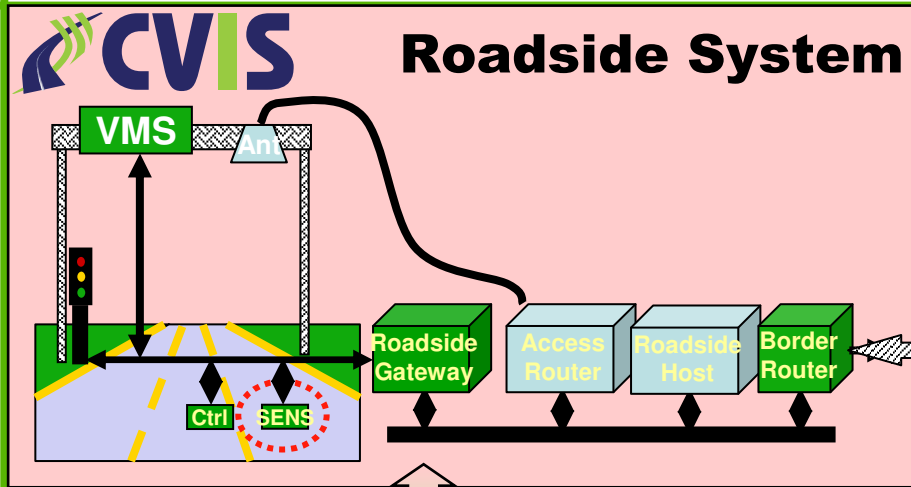 CVIS
Roadside System
VMS
Ant
Roadside
Gateway
Access
Router
Roadside
Host
Border
Router
Ctrl
SENS